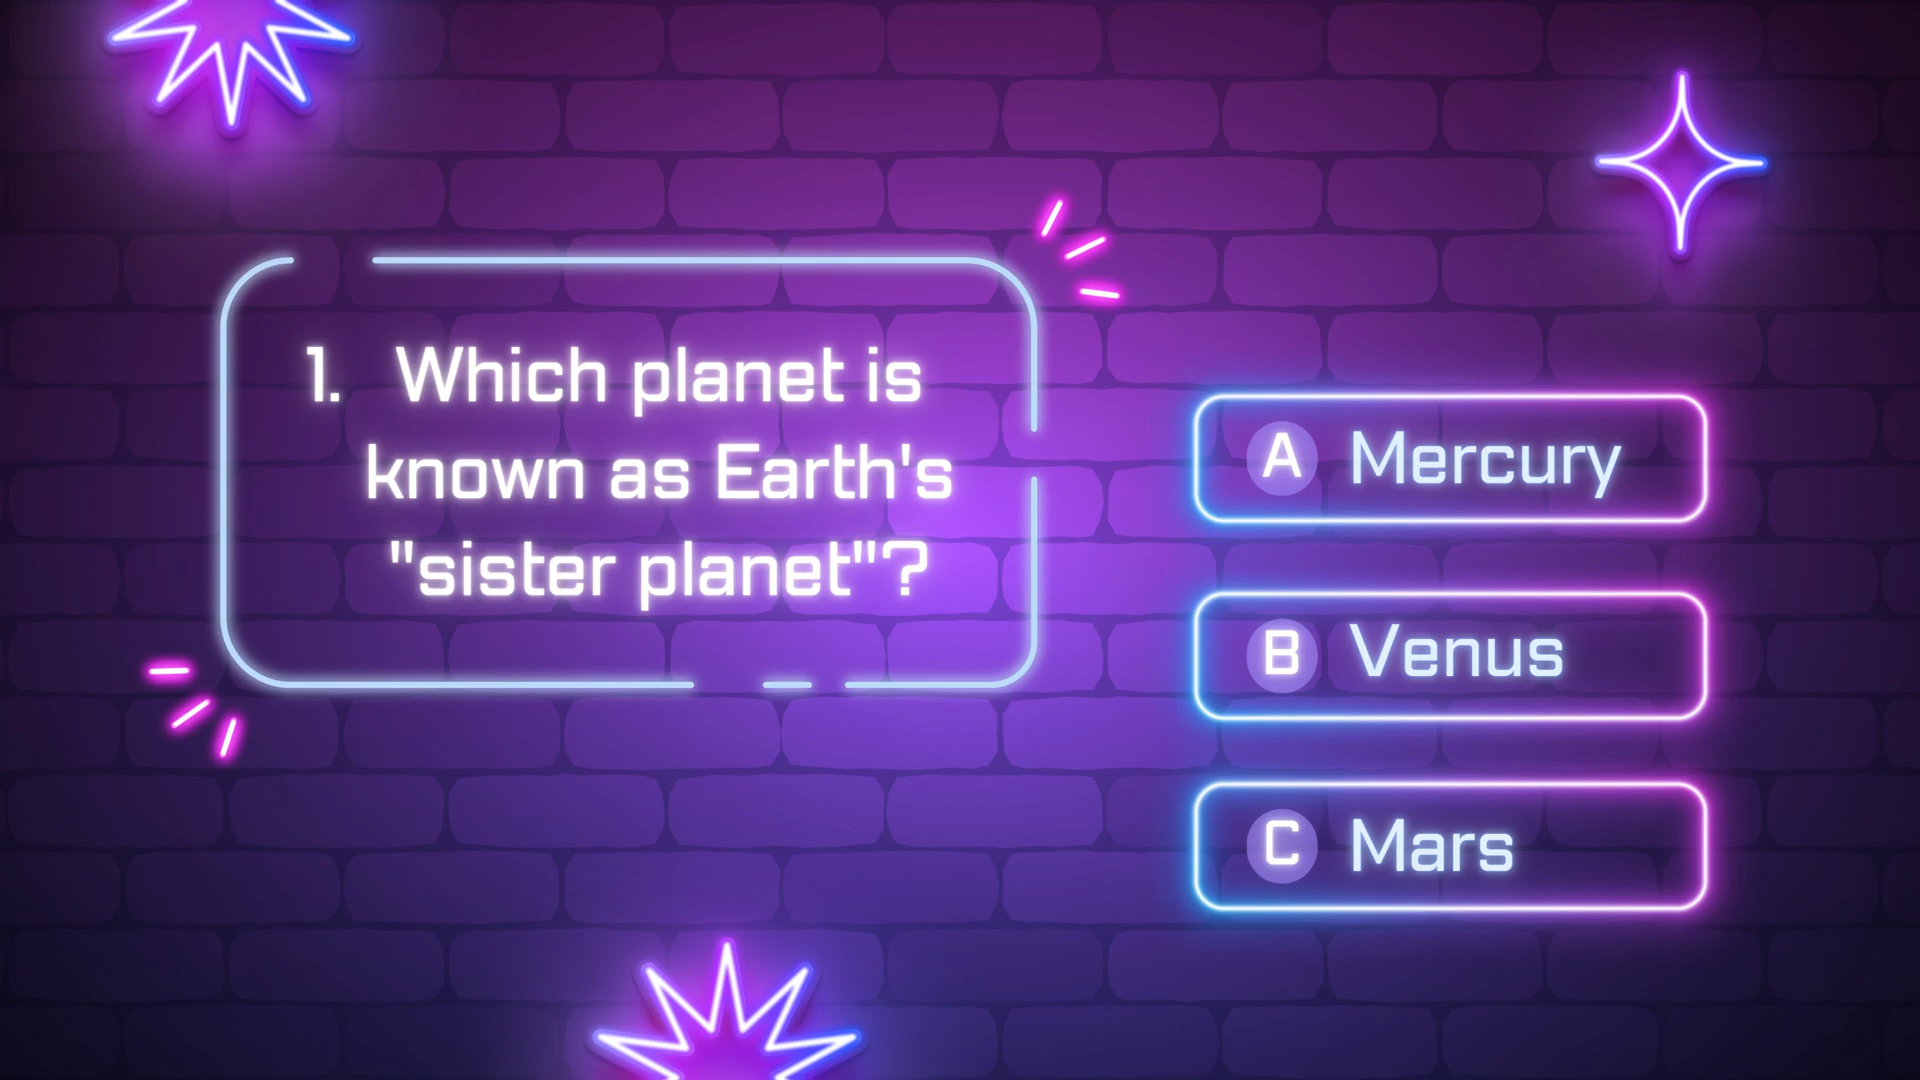 1. Which planet is
known as Earth's
"sister planet"?
A Mercury
B Venus
C Mars